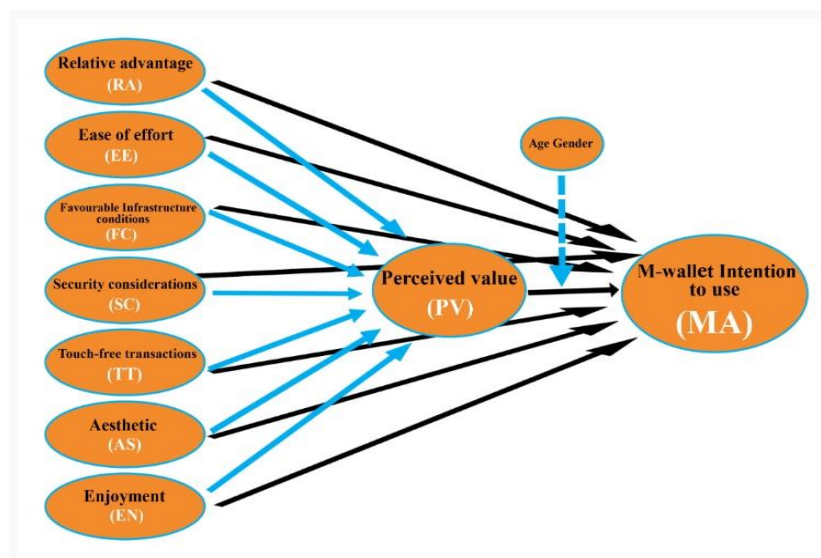 Relative advantage
(RA)
Ease of effort
(EE)
Favourable Infrastructure
conditions
(FC)
Security considerations
(SC)
Touch-free transactions
(TT)
Aesthetic
(AS)
Enjoyment
(EN)
Perceived value
(PV)
Age Gender
M-wallet Intention
to use
(MA)